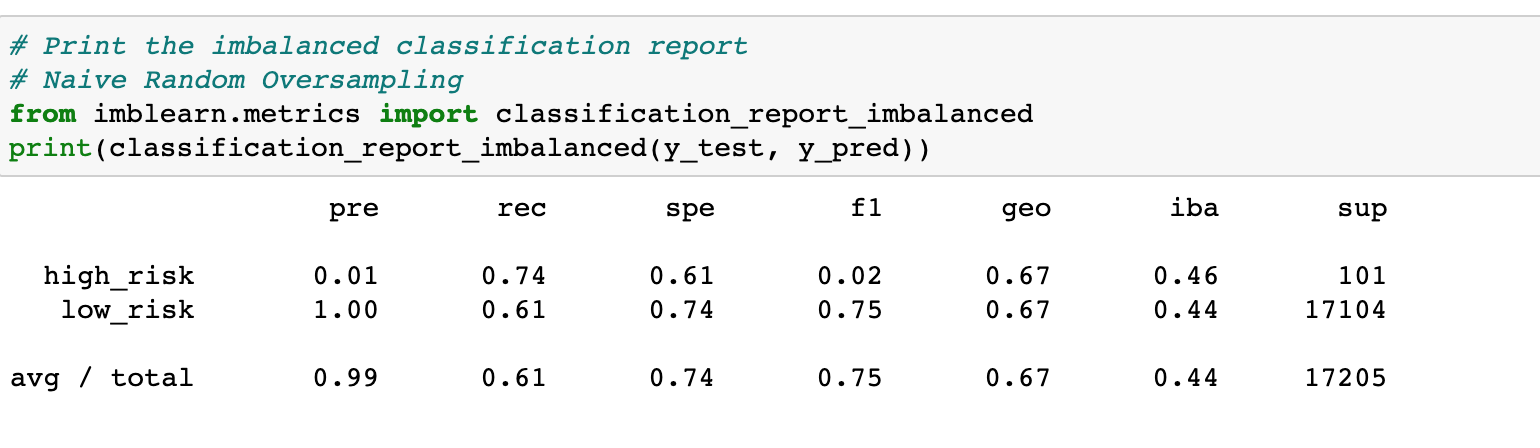 # Print the imbalanced classification report
# Naive Random Oversampling
from imblearn.metrics import classification_report_imbalanced
print(classification_report_imbalanced(y_test, y_pred))
pre rec spe f1 geo iba sup
high_risk 0.01 0.74 0.61 0.02 0.67 0.46 101
low_risk 1.00 0.61 0.74 0.75 0.67 0.44 17104
avg / total 0.99 0.61 0.74 0.75 0.67 0.44 17205